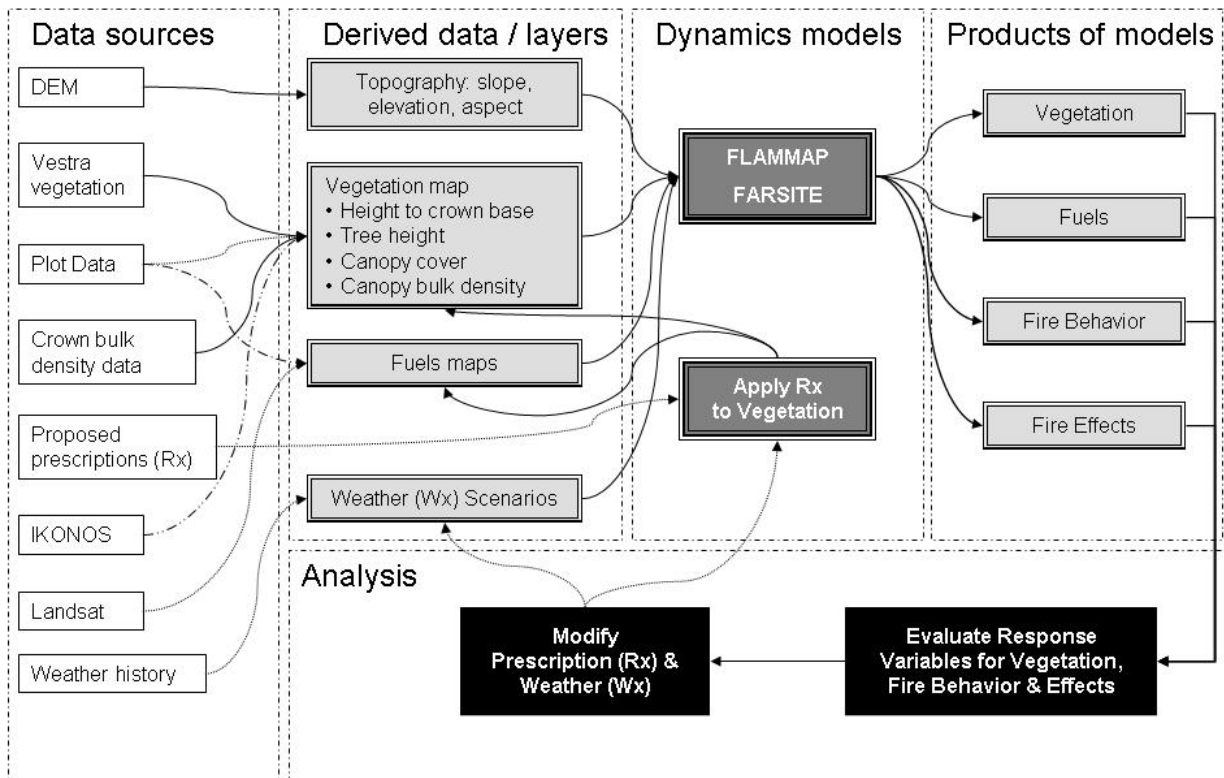 Data sources
DEM
Vestra
vegetation
Plot Data
Crown bulk
density data
Proposed
prescriptions (Rx)
IKONOS
Landsat
Weather history
Derived data / layers
Topography: slope,
elevation, aspect
Vegetation map
• Height to crown base
• Tree height
• Canopy cover
• Canopy bulk density
Fuels maps
Weather (Wx) Scenarios
Dynamics models
FLAMMAP
FARSITE
Apply Rx
to Vegetation
Products of models
Vegetation
Fuels
Fire Behavior
Fire Effects
Analysis
Modify
Prescription (Rx) &
Weather (Wx)
Evaluate Response
Variables for Vegetation,
Fire Behavior & Effects